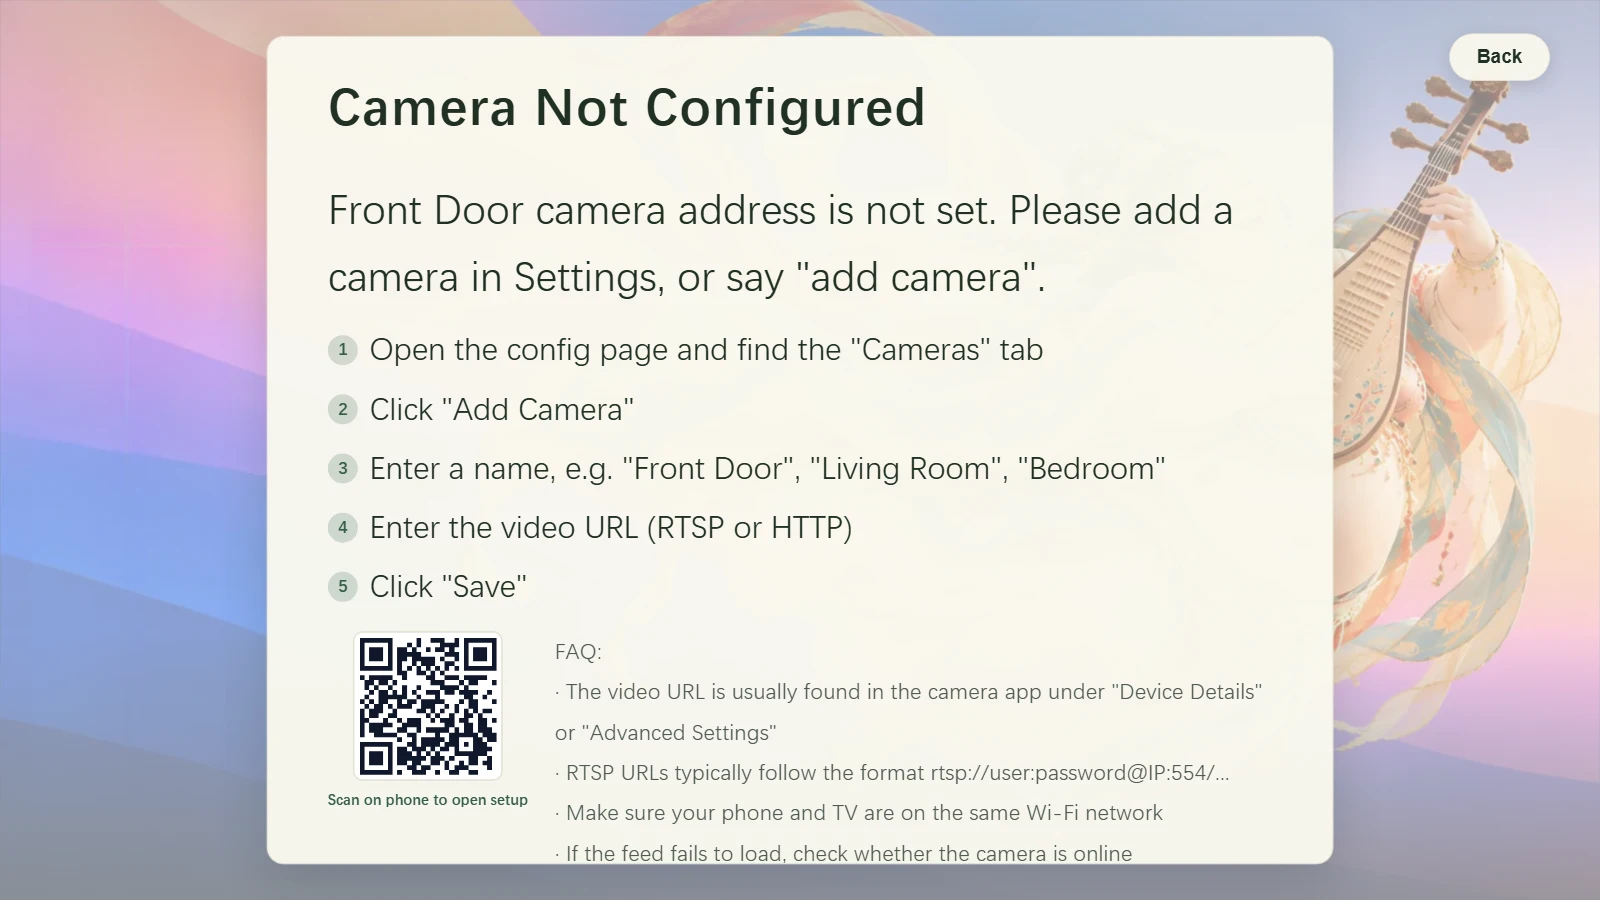 Back
Camera Not Configured
Front Door camera address is not set. Please add a
camera in Settings, or say "add camera".
1 Open the config page and find the "Cameras" tab
2 Click "Add Camera"
3 Enter a name, e.g. "Front Door", "Living Room", "Bedroom"
4 Enter the video URL (RTSP or HTTP)
5 Click "Save"
Scan on phone to open setup
FAQ:
· The video URL is usually found in the camera app under "Device Details"
or "Advanced Settings"
· RTSP URLs typically follow the format rtsp://user:password@IP:554/...
· Make sure your phone and TV are on the same Wi-Fi network
· If the feed fails to load, check whether the camera is online